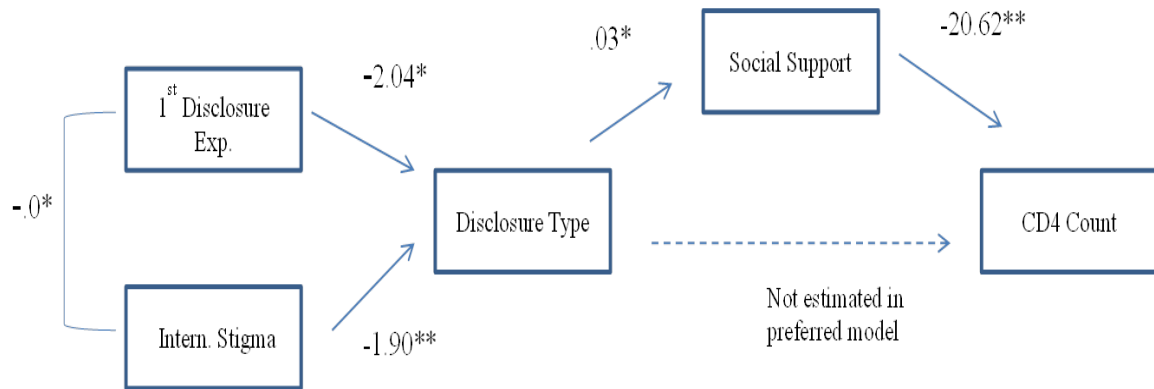 -20.62**
.03*
Social Support
-2.04*
1st Disclosure
Exp.
-.0*
Disclosure Type
CD4 Count
Not estimated in
preferred model
Intern. Stigma
-1.90**